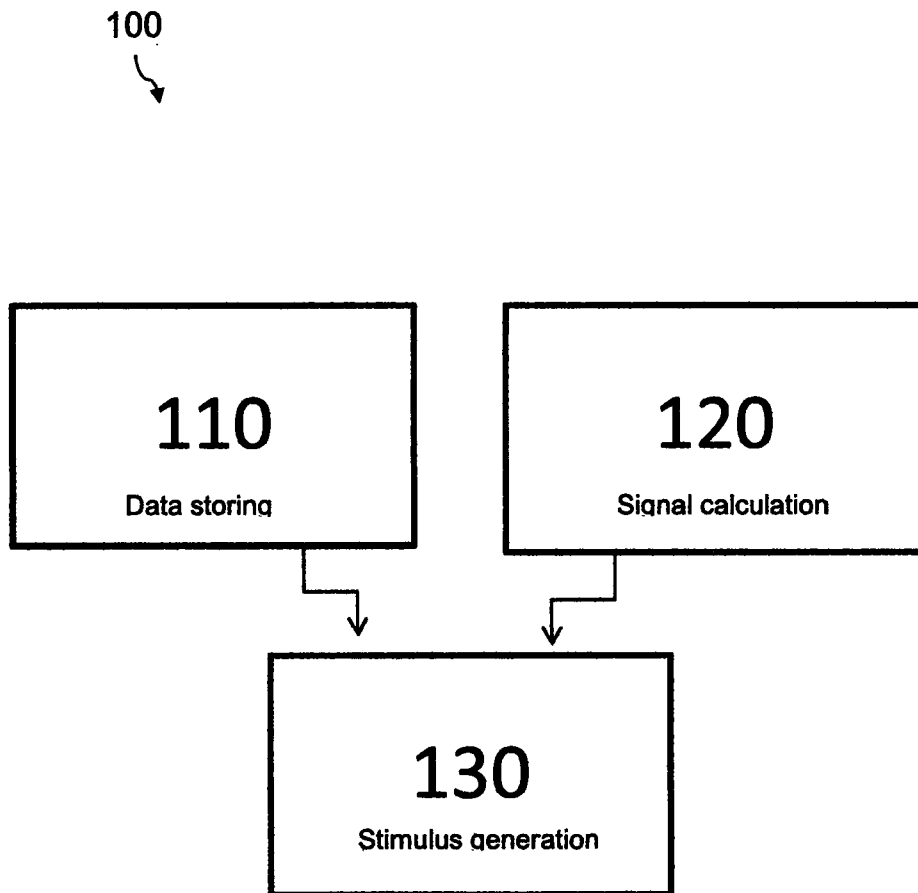 100
110
Data storing
120
Signal calculation
130
Stimulus generation